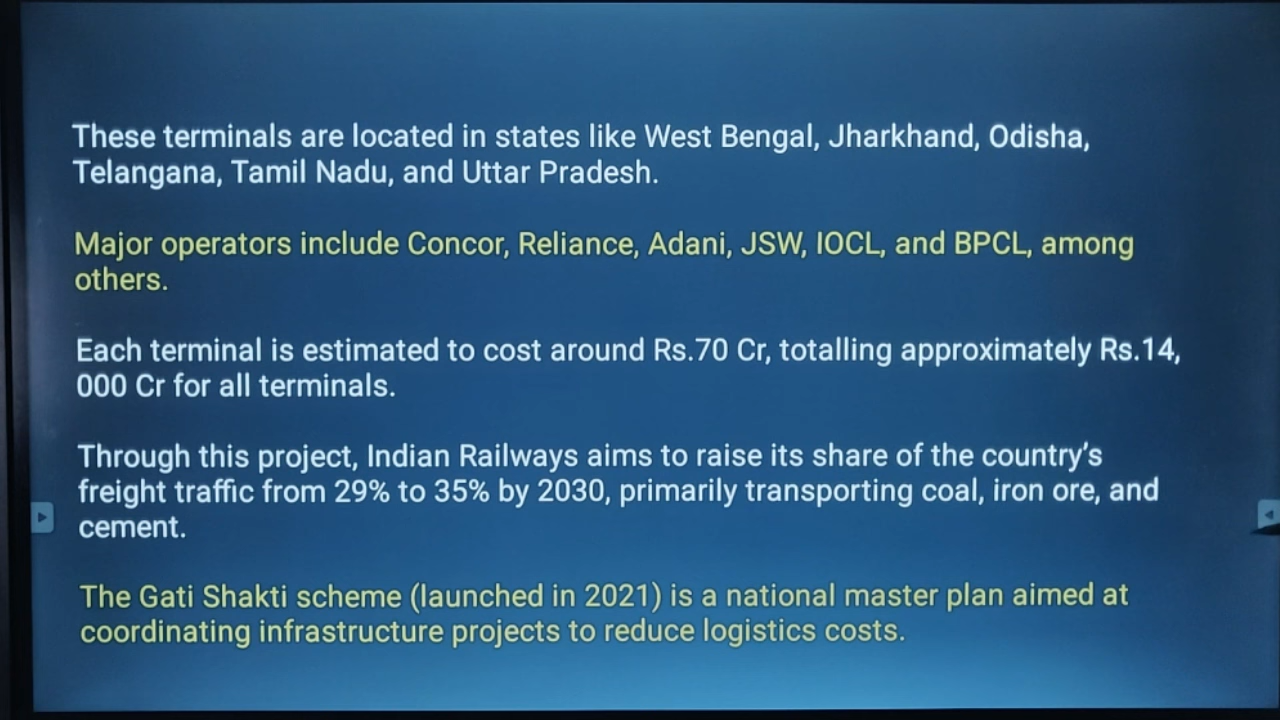 These terminals are located in states like West Bengal, Jharkhand, Odisha,
Telangana, Tamil Nadu, and Uttar Pradesh.
Major operators include Concor, Reliance, Adani, JSW, IOCL, and BPCL, among
others.
Each terminal is estimated to cost around Rs.70 Cr, totalling approximately Rs.14,
000 Cr for all terminals.
Through this project, Indian Railways aims to raise its share of the country's
freight traffic from 29% to 35% by 2030, primarily transporting coal, iron ore, and
cement.
The Gati Shakti scheme (launched in 2021) is a national master plan aimed at
coordinating infrastructure projects to reduce logistics costs.